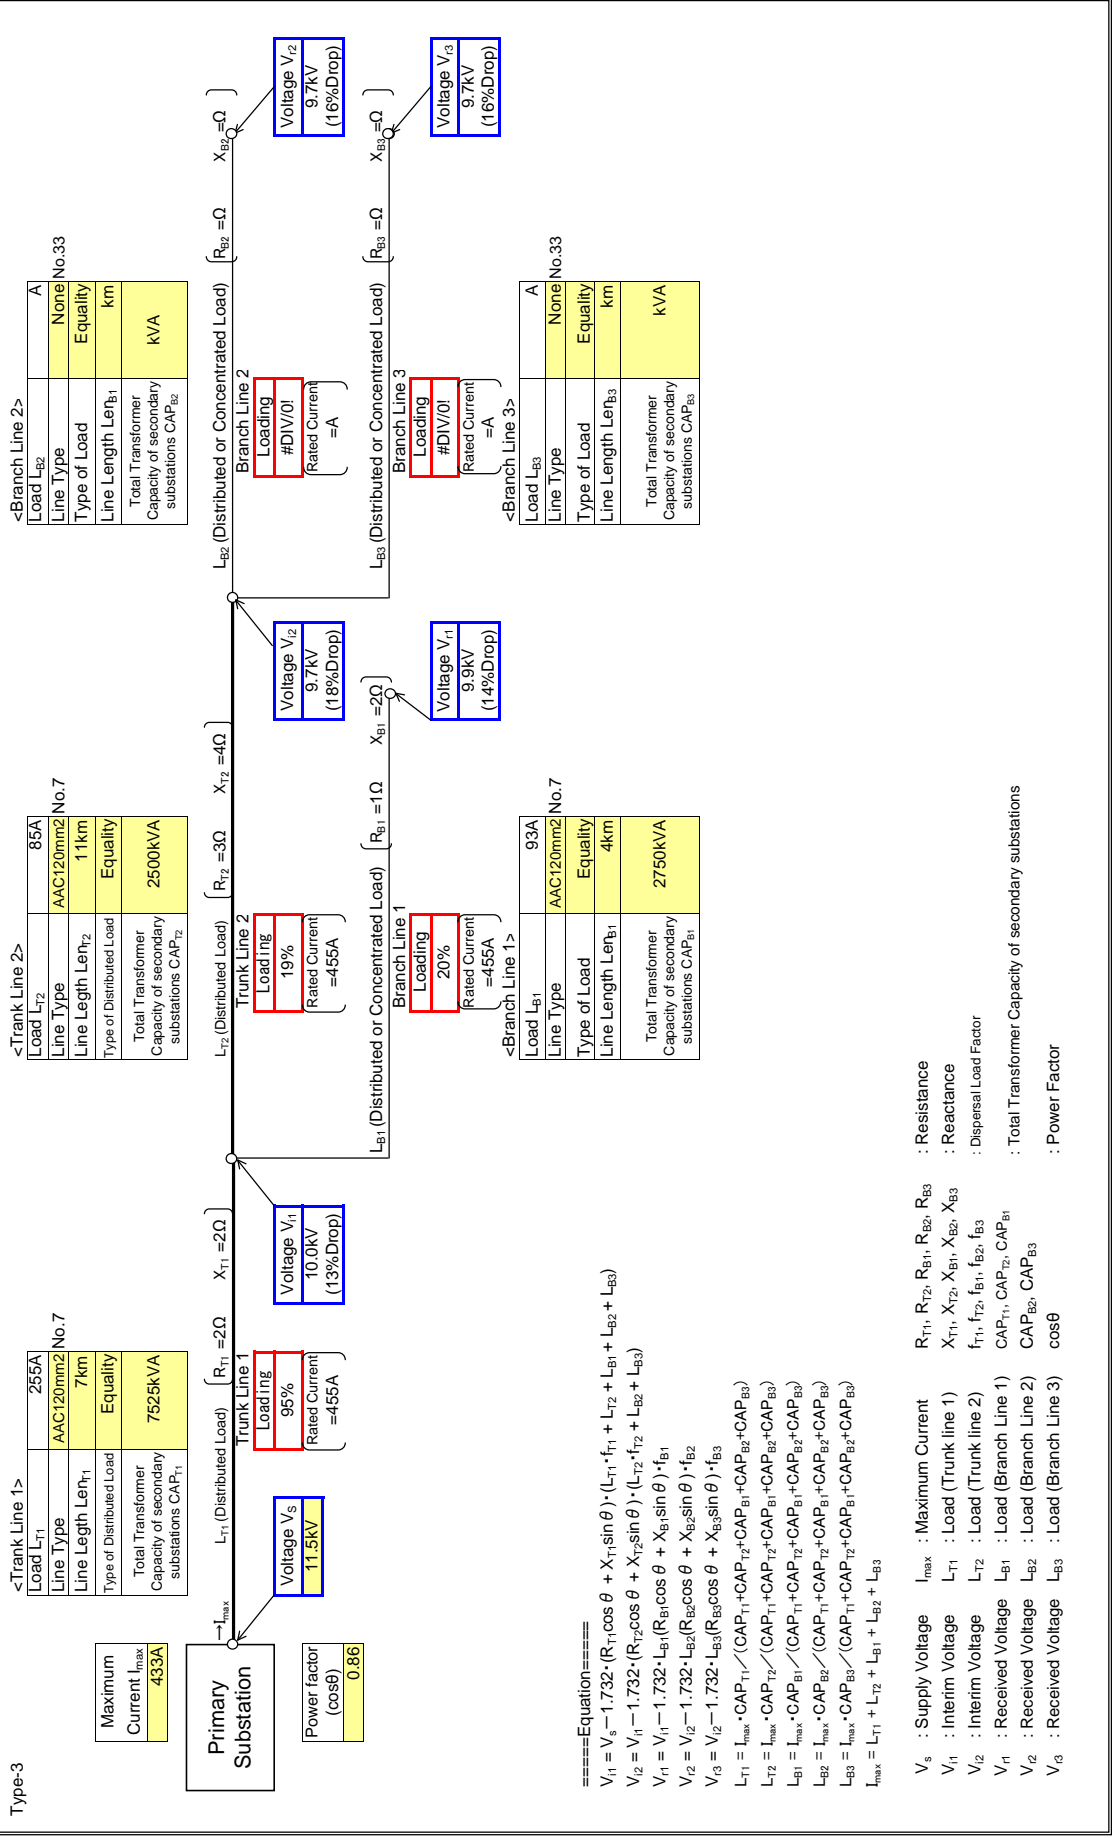 Type-3
Maximum
Current Imax
433A
Primary
Substation
Power factor
(cosθ)
0.86
→Imax
Voltage VS
11.5kV
<Trank Line 1>
Load LT1 255A
Line Type AAC120mm2 No.7
Line Length LenT1 7km
Type of Distributed Load Equality
Total Transformer
Capacity of secondary
substations CAPT1
7525kVA
LT1 (Distributed Load)
RT1 =2Ω XT1 =2Ω
Trunk Line 1
Loading
95%
Rated Current
=455A
Voltage Vi1
10.0kV
(13%Drop)
<Trank Line 2>
Load LT2 85A
Line Type AAC120mm2 No.7
Line Legth LenT2 11km
Type of Distributed Load Equality
Total Transformer
Capacity of secondary
substations CAPT2
2500kVA
LT2 (Distributed Load)
RT2 =3Ω XT2 =4Ω
Trunk Line 2
Loading
19%
Rated Current
=455A
Voltage Vi2
9.7kV
(18%Drop)
LB1 (Distributed or Concentrated Load)
RB1 =1Ω XB1 =2Ω
Branch Line 1
Loading
20%
Rated Current
=455A
Voltage Vr1
9.9kV
(14%Drop)
<Branch Line 1>
Load LB1 93A
Line Type AAC120mm2 No.7
Type of Load Equality
Line Length LenB1 4km
Total Transformer
Capacity of secondary
substations CAPB1
2750kVA
<Branch Line 2>
Load LB2 A
Line Type None No.33
Type of Load Equality
Line Length LenB1 km
Total Transformer
Capacity of secondary
substations CAPB2
kVA
LB2 (Distributed or Concentrated Load)
RB2 =Ω XB2 =Ω
Branch Line 2
Loading
#DIV/0!
Rated Current
=A
Voltage Vr2
9.7kV
(16%Drop)
LB3 (Distributed or Concentrated Load)
RB3 =Ω XB3 =Ω
Branch Line 3
Loading
#DIV/0!
Rated Current
=A
Voltage Vr3
9.7kV
(16%Drop)
<Branch Line 3>
Load LB3 A
Line Type None No.33
Type of Load Equality
Line Length LenB3 km
Total Transformer
Capacity of secondary
substations CAPB3
kVA
=====Equation=====
Vi1 = Vs－1.732･(RT1cos θ + XT1sin θ)･(LT1･fT1 + LT2 + LB1 + LB2 + LB3)
Vi2 = Vi1－1.732･(RT2cos θ + XT2sin θ)･(LT2･fT2 + LB2 + LB3)
Vr1 = Vi1－1.732･LB1(RB1cos θ + XB1sin θ)･fB1
Vr2 = Vi2－1.732･LB2(RB2cos θ + XB2sin θ)･fB2
Vr3 = Vi2－1.732･LB3(RB3cos θ + XB3sin θ)･fB3
LT1 = Imax･CAPT1／(CAPT1+CAPT2+CAPB1+CAPB2+CAPB3)
LT2 = Imax･CAPT2／(CAPT1+CAPT2+CAPB1+CAPB2+CAPB3)
LB1 = Imax･CAPB1／(CAPT1+CAPT2+CAPB1+CAPB2+CAPB3)
LB2 = Imax･CAPB2／(CAPT1+CAPT2+CAPB1+CAPB2+CAPB3)
LB3 = Imax･CAPB3／(CAPT1+CAPT2+CAPB1+CAPB2+CAPB3)
Imax = LT1 + LT2 + LB1 + LB2 + LB3
Vs : Supply Voltage Imax : Maximum Current RT1, RT2, RB1, RB2, RB3 : Resistance
Vi1 : Interim Voltage LT1 : Load (Trunk line 1) XT1, XT2, XB1, XB2, XB3 : Reactance
Vi2 : Interim Voltage LT2 : Load (Trunk line 2) fT1, fT2, fB1, fB2, fB3 : Dispersal Load Factor
Vr1 : Received Voltage LB1 : Load (Branch Line 1) CAPT1, CAPT2, CAPB1 : Total Transformer Capacity of secondary substations
Vr2 : Received Voltage LB2 : Load (Branch Line 2) CAPB2, CAPB3
Vr3 : Received Voltage LB3 : Load (Branch Line 3) cosθ : Power Factor